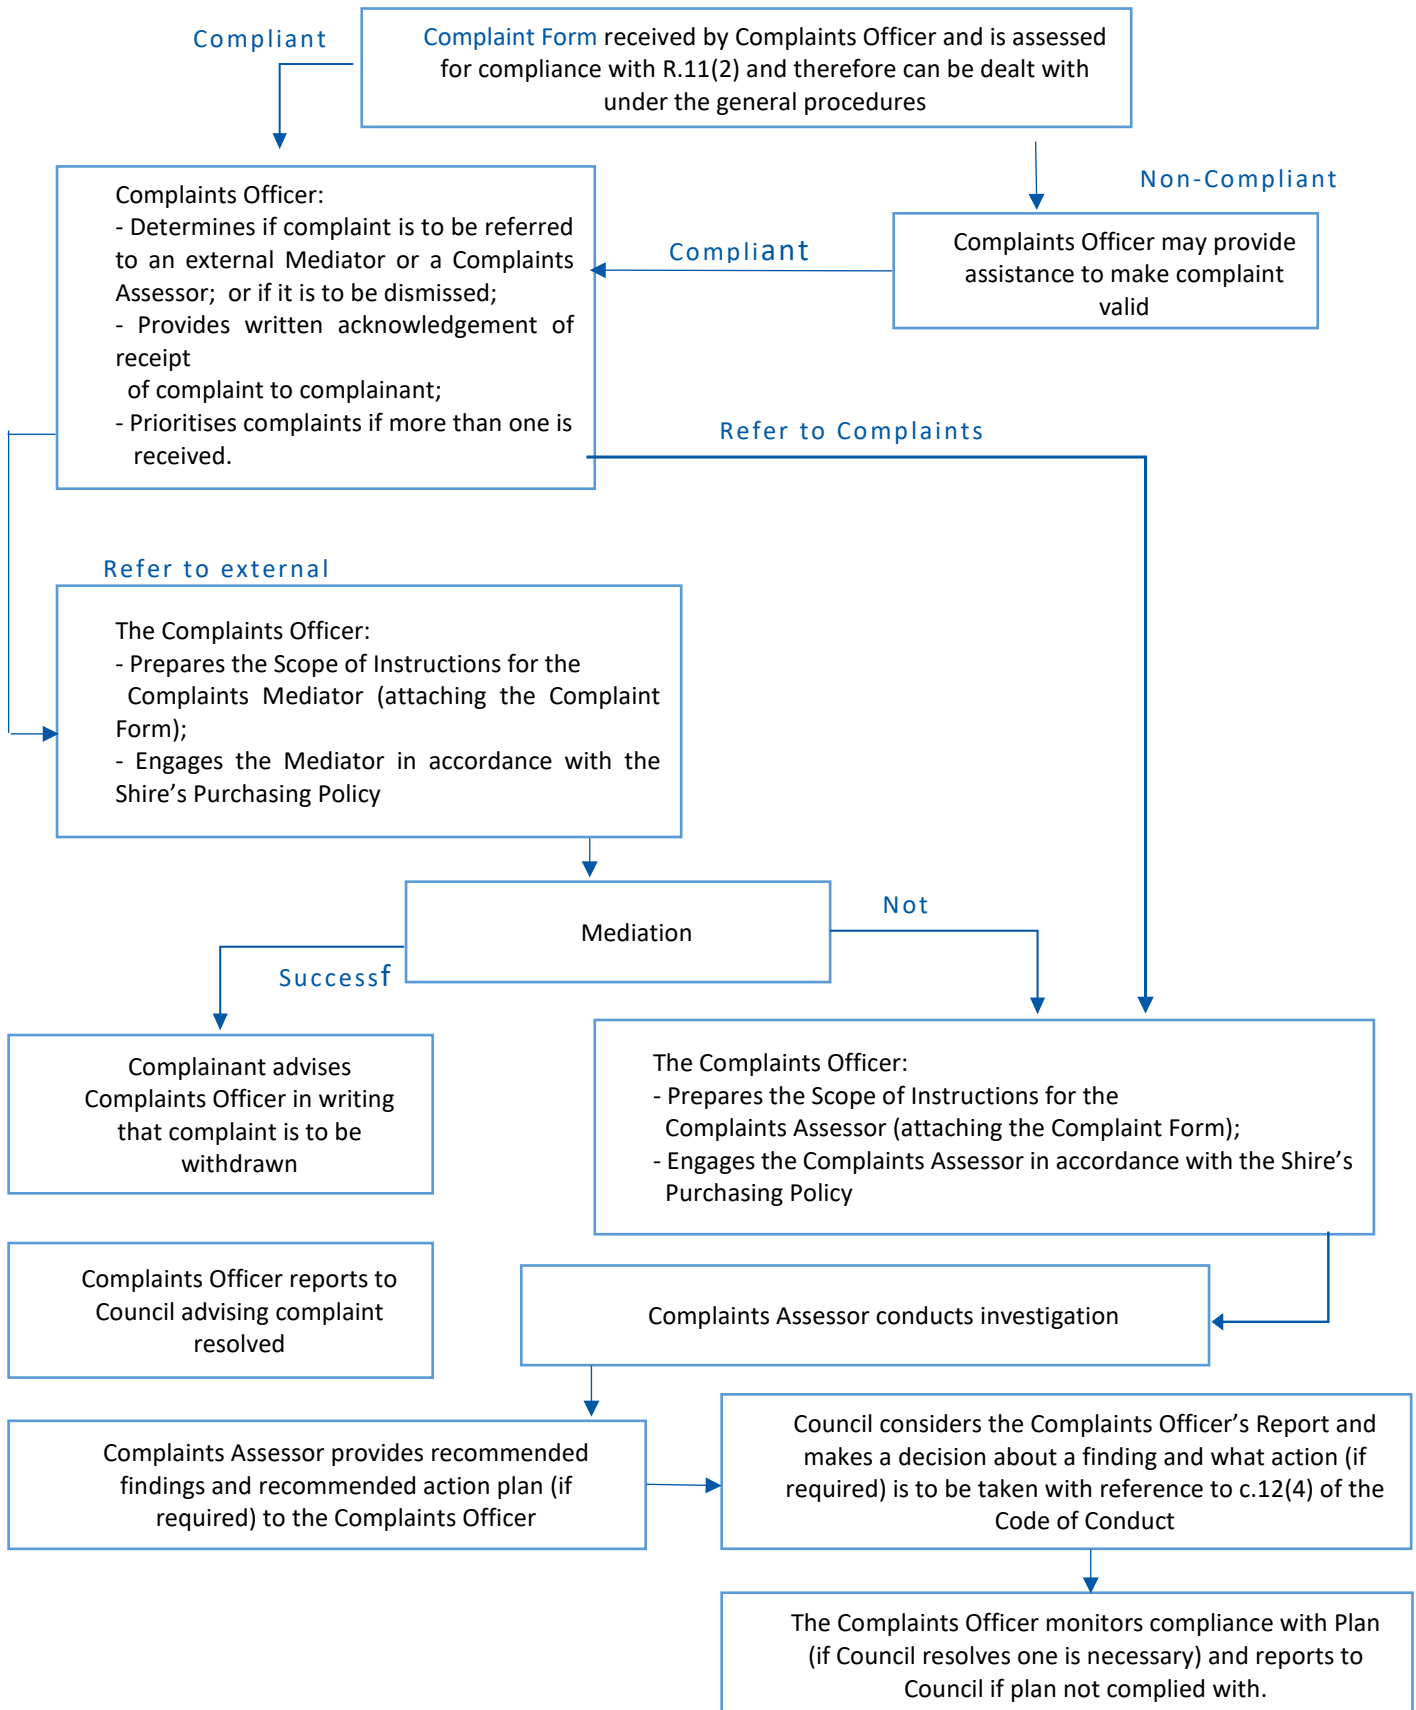 Compliant
Complaint Form received by Complaints Officer and is assessed
for compliance with R.11(2) and therefore can be dealt with
under the general procedures
Non-Compliant
Complaints Officer:
- Determines if complaint is to be referred
to an external Mediator or a Complaints
Assessor; or if it is to be dismissed;
- Provides written acknowledgement of
receipt
of complaint to complainant;
- Prioritises complaints if more than one is
received.
Compliant
Complaints Officer may provide
assistance to make complaint
valid
Refer to Complaints
Refer to external
The Complaints Officer:
- Prepares the Scope of Instructions for the
Complaints Mediator (attaching the Complaint
Form);
- Engages the Mediator in accordance with the
Shire’s Purchasing Policy
Mediation
Not
Successf
Complainant advises
Complaints Officer in writing
that complaint is to be
withdrawn
The Complaints Officer:
- Prepares the Scope of Instructions for the
Complaints Assessor (attaching the Complaint Form);
- Engages the Complaints Assessor in accordance with the Shire’s
Purchasing Policy
Complaints Officer reports to
Council advising complaint
resolved
Complaints Assessor conducts investigation
Complaints Assessor provides recommended
findings and recommended action plan (if
required) to the Complaints Officer
Council considers the Complaints Officer’s Report and
makes a decision about a finding and what action (if
required) is to be taken with reference to c.12(4) of the
Code of Conduct
The Complaints Officer monitors compliance with Plan
(if Council resolves one is necessary) and reports to
Council if plan not complied with.